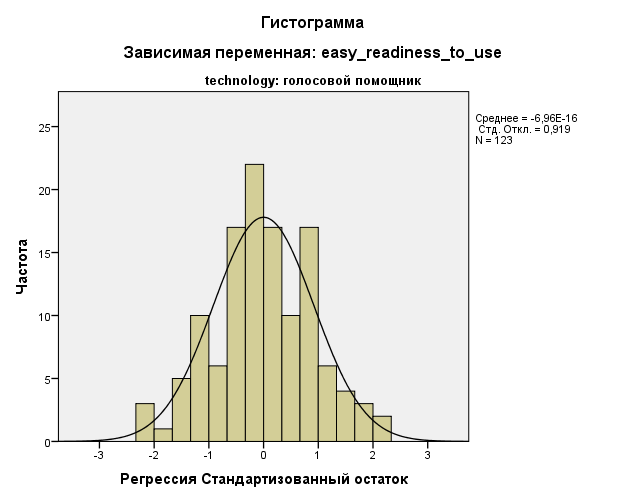 Гистограмма
Зависимая переменная: easy_readiness_to_use
technology: голосовой помощник
Среднее = -6,96E-16
Стд. Откл. = 0,919
N = 123
Частота
25
20
15
10
5
0
-3 -2 -1 0 1 2 3
Регрессия Стандартизованный остаток